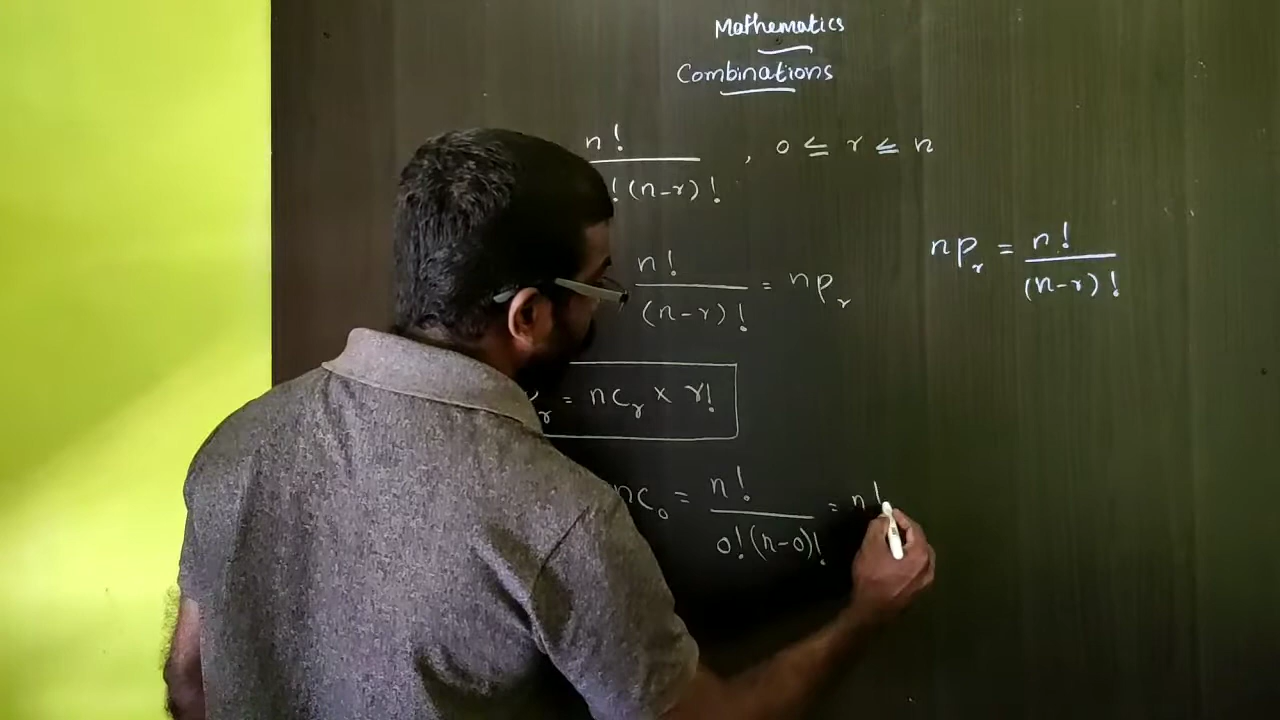 Mathematics
Combinations
n!
!(n-r)! , 0 ≤ r ≤ n
n! / (n-r)! = nPr
nPr = n! / (n-r)!
r = nCr × r!
nC0 = n! / 0!(n-0)! = n!